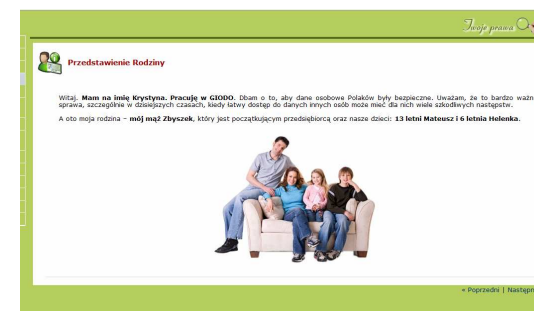 Twoje prawa
Przedstawienie Rodziny
Witaj. Mam na imię Krystyna. Pracuję w GIODO. Dbam o to, aby dane osobowe Polaków były bezpieczne. Uważam, że to bardzo ważn
sprawa, szczególnie w dzisiejszych czasach, kiedy łatwy dostęp do danych innych osób może mieć dla nich wiele szkodliwych następstw.
A oto moja rodzina – mój mąż Zbyszek, który jest początkującym przedsiębiorcą oraz nasze dzieci: 13 letni Mateusz i 6 letnia Helenka.
« Poprzedni | Następn